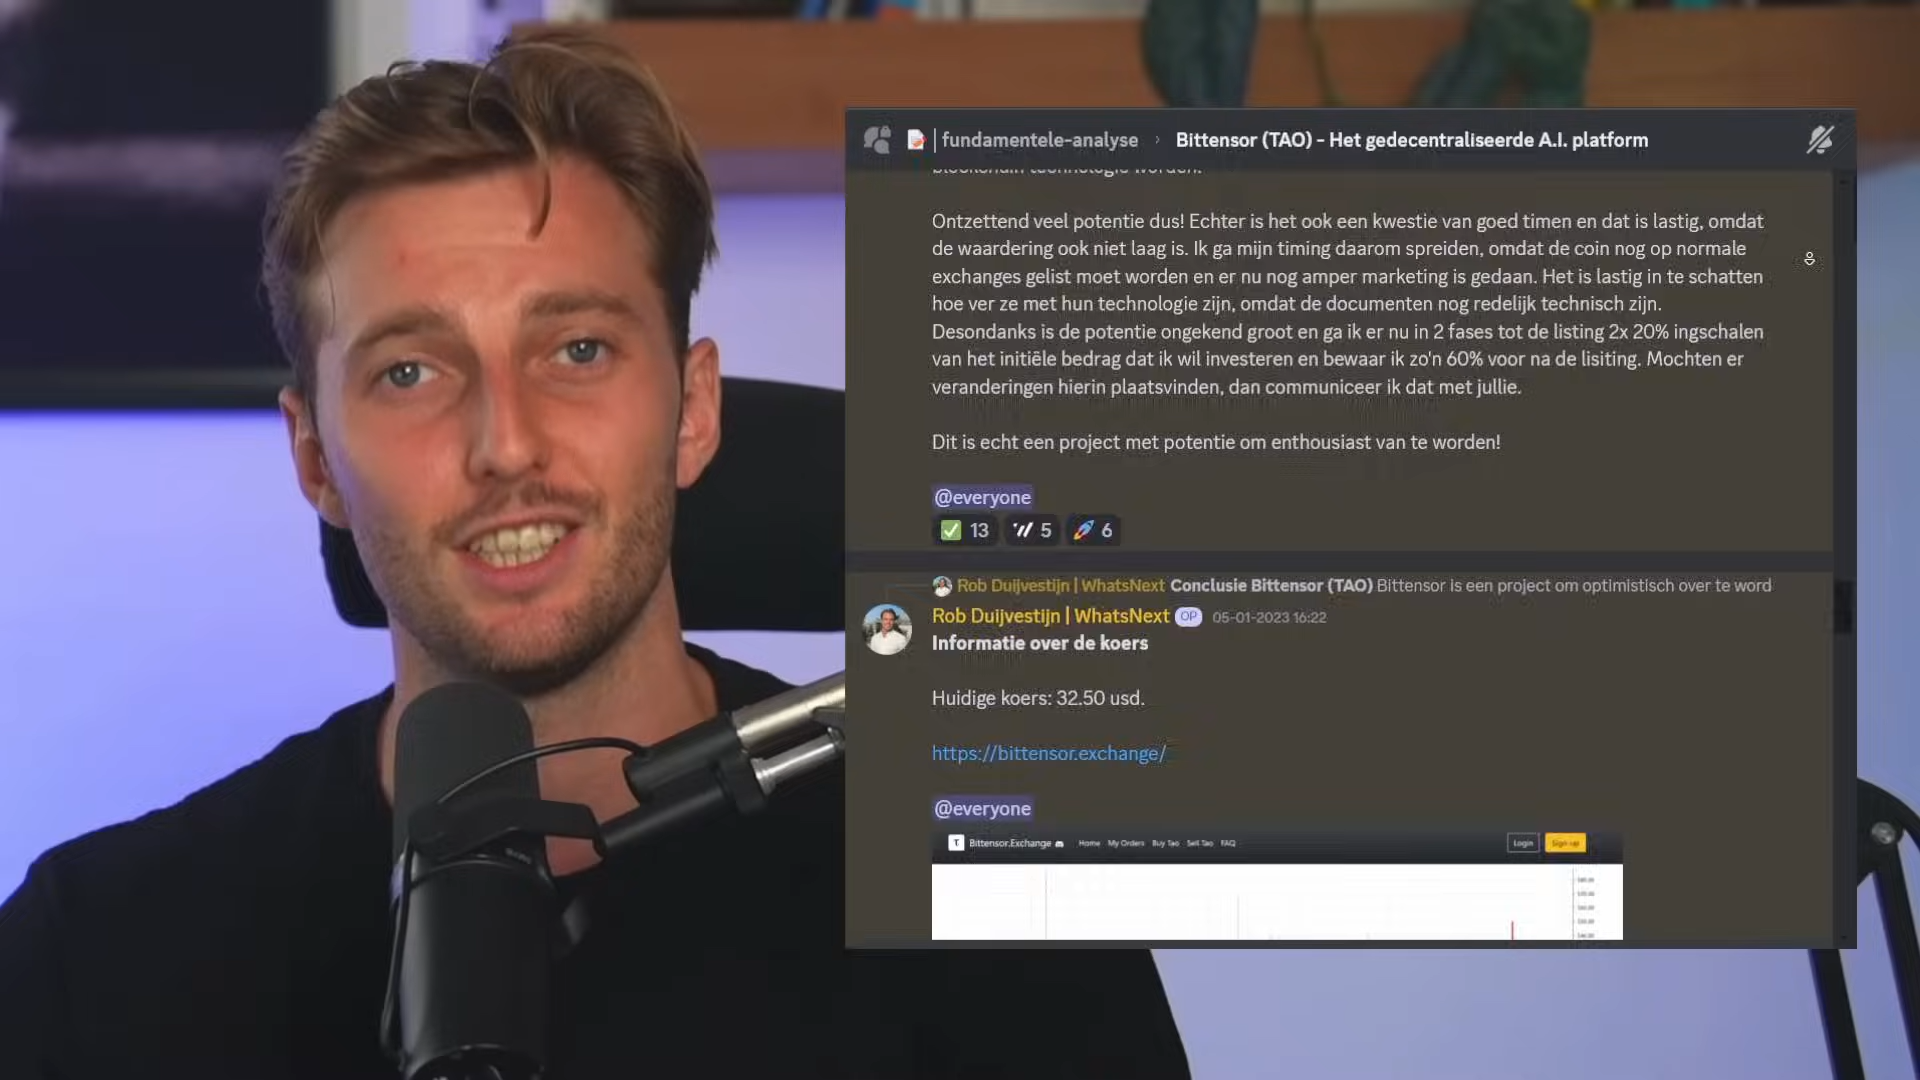 fundamentele-analyse › Bittensor (TAO) - Het gedecentraliseerde A.I. platform
blockchain technologie worden.
Ontzettend veel potentie dus! Echter is het ook een kwestie van goed timen en dat is lastig, omdat
de waardering ook niet laag is. Ik ga mijn timing daarom spreiden, omdat de coin nog op normale
exchanges gelist moet worden en er nu nog amper marketing is gedaan. Het is lastig in te schatten
hoe ver ze met hun technologie zijn, omdat de documenten nog redelijk technisch zijn.
Desondanks is de potentie ongekend groot en ga ik er nu in 2 fases tot de listing 2x 20% ingschalen
van het initiële bedrag dat ik wil investeren en bewaar ik zo'n 60% voor na de lisiting. Mochten er
veranderingen hierin plaatsvinden, dan communiceer ik dat met jullie.
Dit is echt een project met potentie om enthousiast van te worden!
@everyone
13 5 6
Rob Duijvestijn | WhatsNext Conclusie Bittensor (TAO) Bittensor is een project om optimistisch over te word
Rob Duijvestijn | WhatsNext OP 05-01-2023 16:22
Informatie over de koers
Huidige koers: 32.50 usd.
https://bittensor.exchange/
@everyone
Bittensor.Exchange Home My Orders Buy Tao Sell Tao FAQ Login Sign up